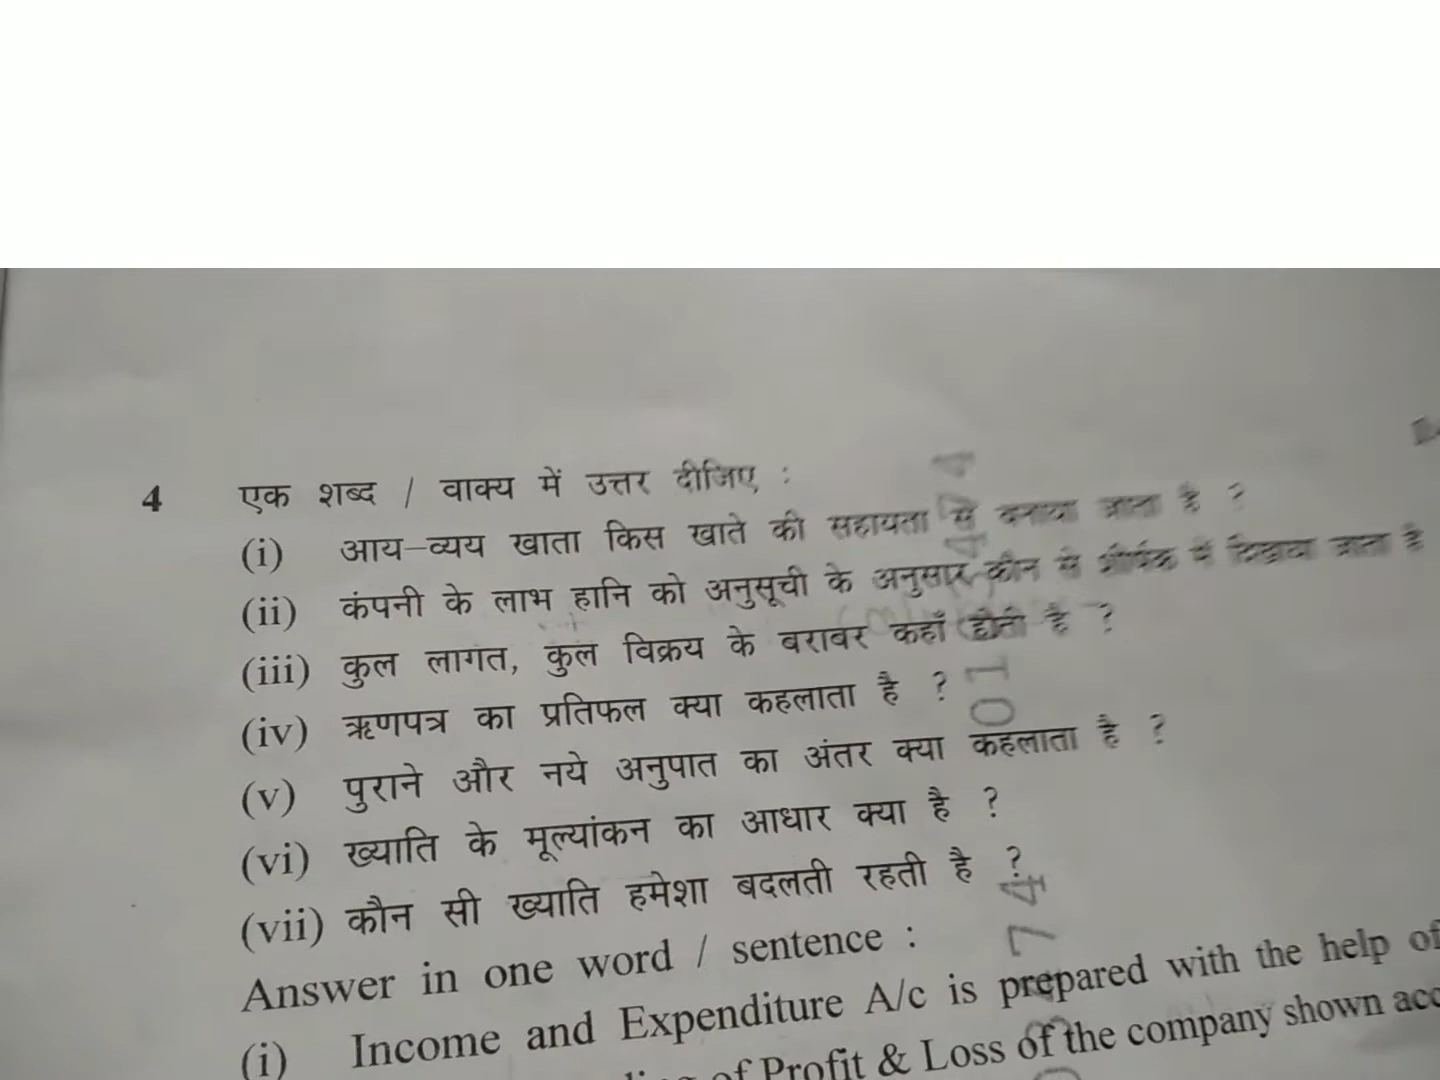 4 एक शब्द / वाक्य में उत्तर दीजिए :
(i) आय-व्यय खाता किस खाते की सहायता से बनाया जाता है ?
(ii) कंपनी के लाभ हानि को अनुसूची के अनुसार कौन से शीर्षक में दिखाया जाता है
(iii) कुल लागत, कुल विक्रय के बराबर कहाँ होती है ?
(iv) ऋणपत्र का प्रतिफल क्या कहलाता है ?
(v) पुराने और नये अनुपात का अंतर क्या कहलाता है ?
(vi) ख्याति के मूल्यांकन का आधार क्या है ?
(vii) कौन सी ख्याति हमेशा बदलती रहती है ?
Answer in one word / sentence :
(i) Income and Expenditure A/c is prepared with the help of
of Profit & Loss of the company shown